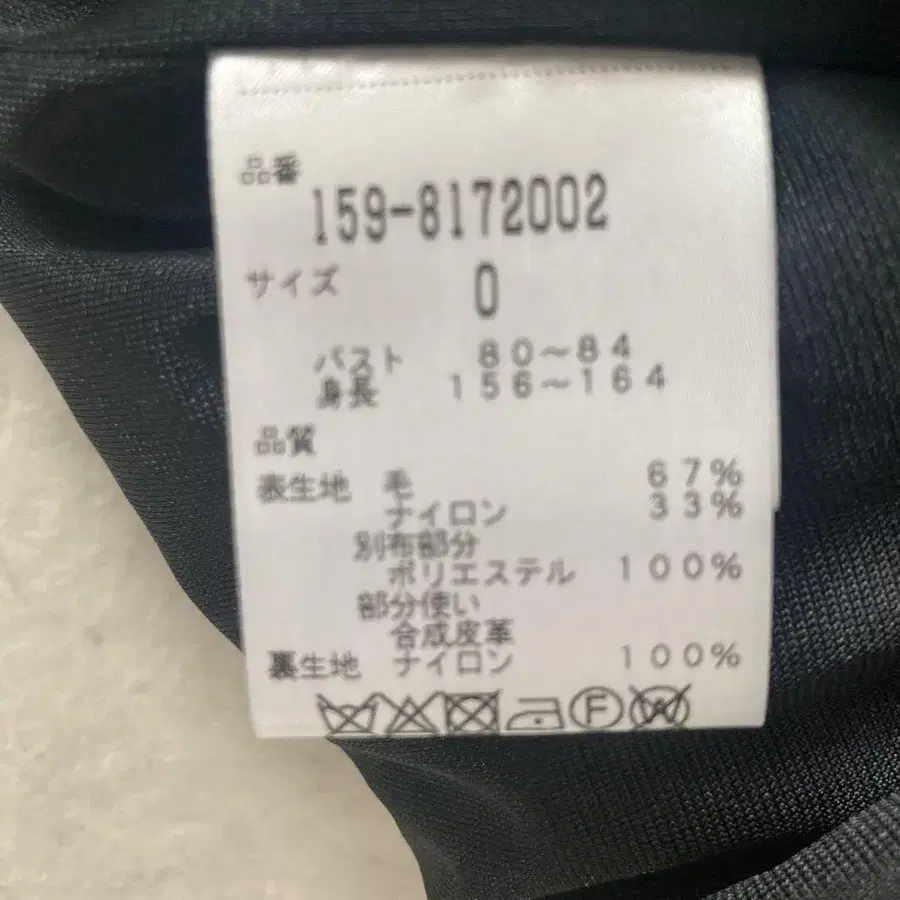 品番
159-8172002
サイズ 0
バスト 80～84
身長 156～164
品質
表生地 毛 67%
ナイロン 33%
別布部分
ポリエステル 100%
部分使い
合成皮革
裏生地 ナイロン 100%
F W